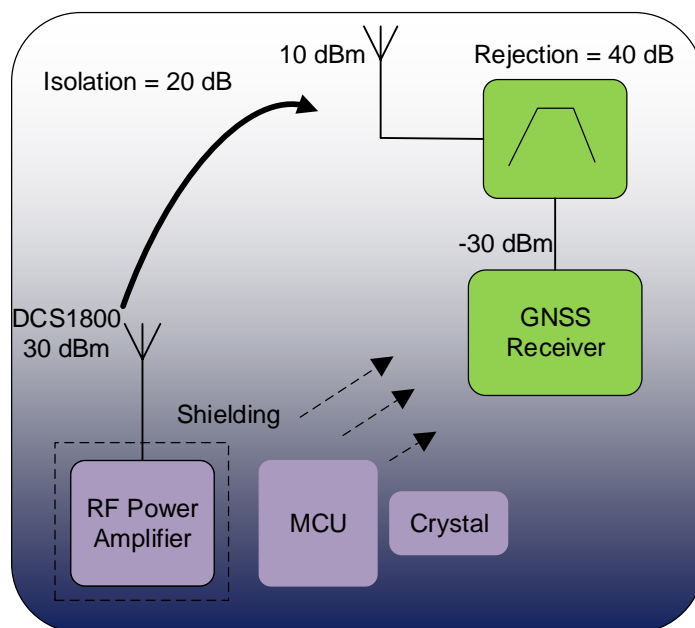 10 dBm
Rejection = 40 dB
Isolation = 20 dB
-30 dBm
DCS1800
30 dBm
GNSS
Receiver
Shielding
RF Power
Amplifier
MCU
Crystal